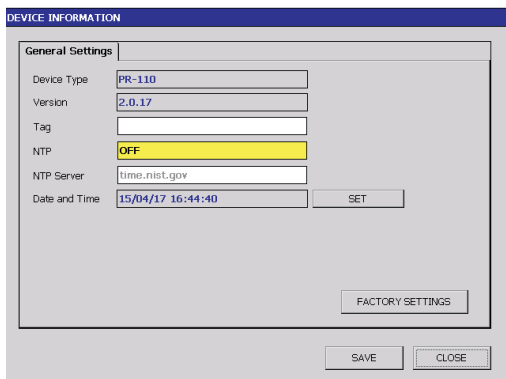 DEVICE INFORMATION
General Settings
Device Type PR-110
Version 2.0.17
Tag
NTP OFF
NTP Server time.nist.gov
Date and Time 15/04/17 16:44:40 SET
FACTORY SETTINGS
SAVE CLOSE